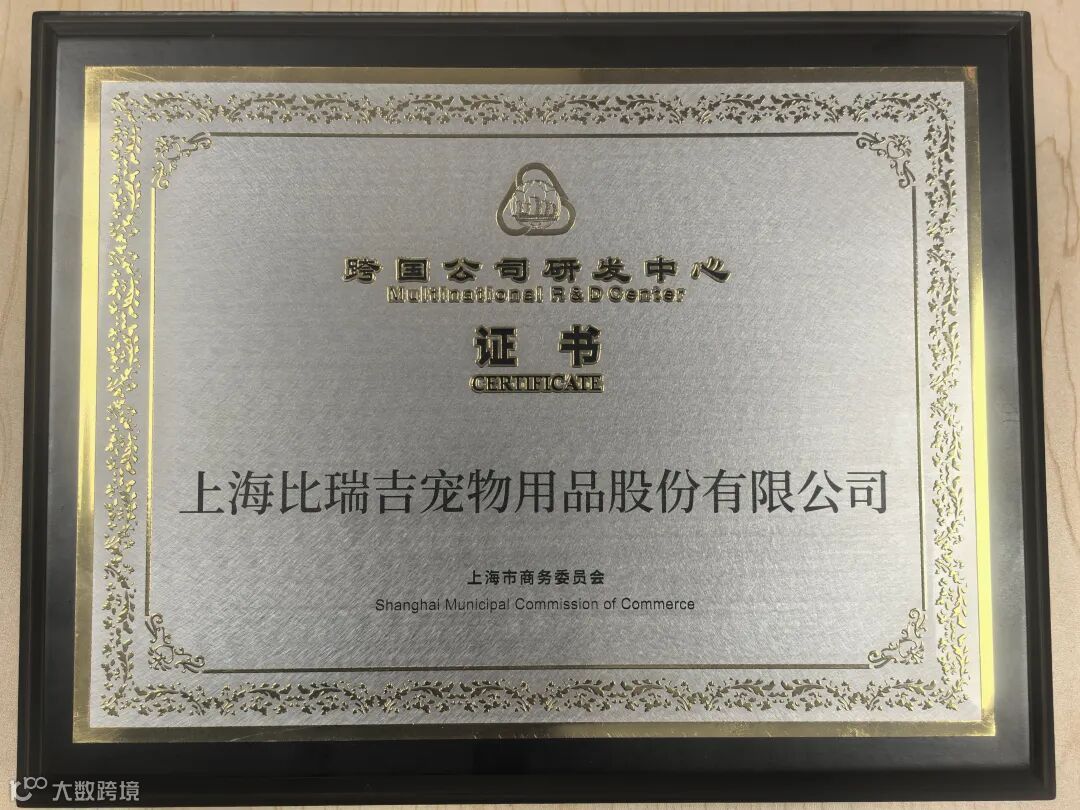 跨国公司研发中心
Multinational R&D Center
证 书
CERTIFICATE
上海比瑞吉宠物用品股份有限公司
上海市商务委员会
Shanghai Municipal Commission of Commerce
大数跨境